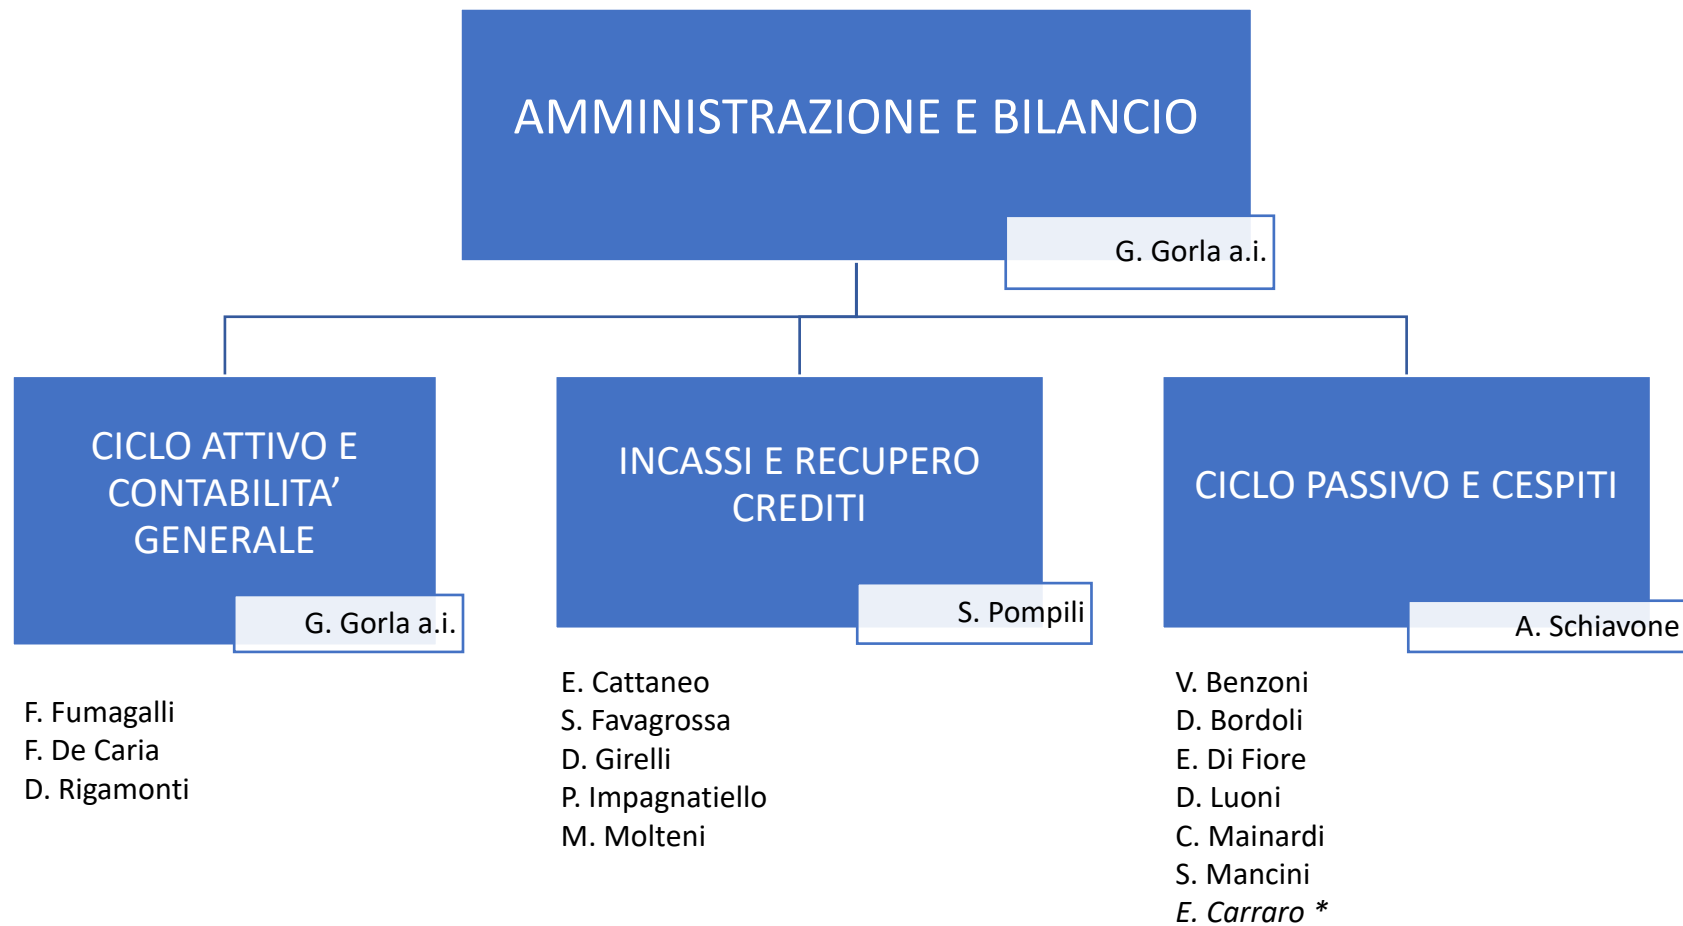 AMMINISTRAZIONE E BILANCIO
G. Gorla a.i.
CICLO ATTIVO E
CONTABILITA’
GENERALE
G. Gorla a.i.
F. Fumagalli
F. De Caria
D. Rigamonti
INCASSI E RECUPERO
CREDITI
S. Pompili
E. Cattaneo
S. Favagrossa
D. Girelli
P. Impagnatiello
M. Molteni
CICLO PASSIVO E CESPITI
A. Schiavone
V. Benzoni
D. Bordoli
E. Di Fiore
D. Luoni
C. Mainardi
S. Mancini
E. Carraro *